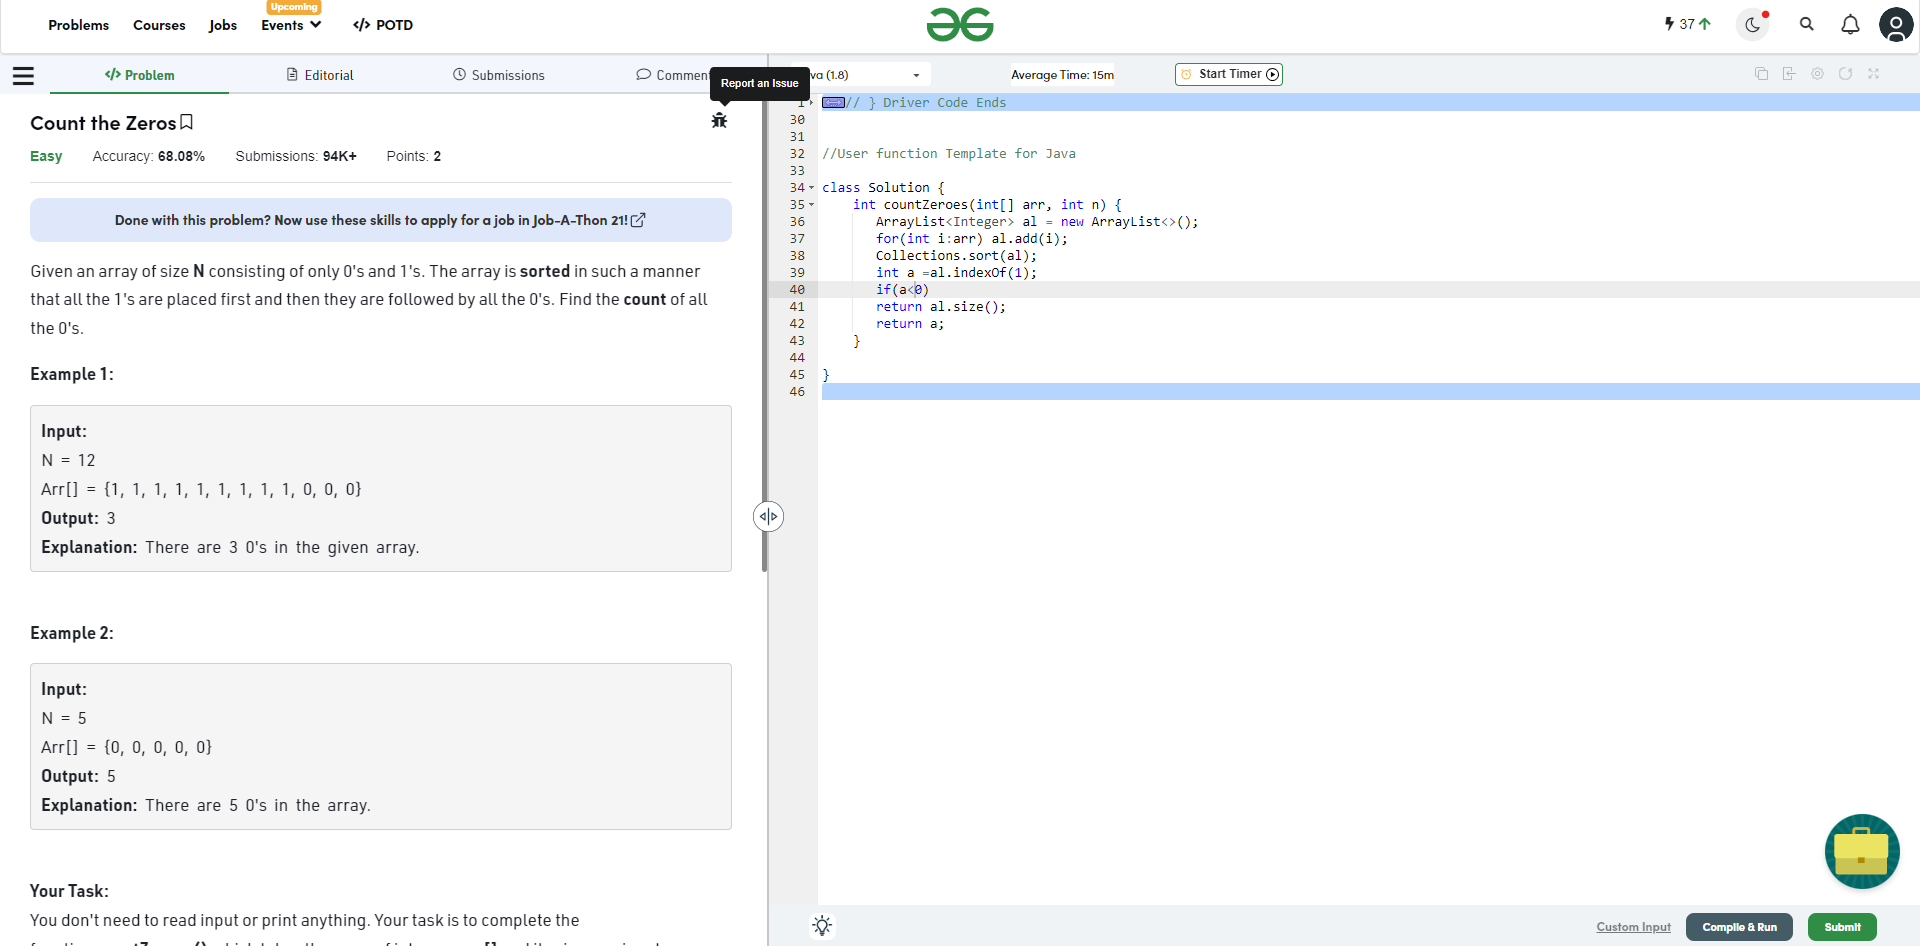 Problems Courses Jobs Events POTD
Upcoming
37
Problem Editorial Submissions
Report an Issue
(1.8)
Average Time: 15m
Start Timer
Count the Zeros
Easy Accuracy: 68.08% Submissions: 94K+ Points: 2
Done with this problem? Now use these skills to apply for a job in Job-A-Thon 21!
Given an array of size N consisting of only 0's and 1's. The array is sorted in such a manner
that all the 1's are placed first and then they are followed by all the 0's. Find the count of all
the 0's.
Example 1:
Input:
N = 12
Arr[] = {1, 1, 1, 1, 1, 1, 1, 1, 1, 0, 0, 0}
Output: 3
Explanation: There are 3 0's in the given array.
Example 2:
Input:
N = 5
Arr[] = {0, 0, 0, 0, 0}
Output: 5
Explanation: There are 5 0's in the array.
Your Task:
You don't need to read input or print anything. Your task is to complete the
1 // } Driver Code Ends
30
31
32 //User function Template for Java
33
34 class Solution {
35 int countZeroes(int[] arr, int n) {
36 ArrayList<Integer> al = new ArrayList<>();
37 for(int i:arr) al.add(i);
38 Collections.sort(al);
39 int a =al.indexOf(1);
40 if(a<0)
41 return al.size();
42 return a;
43 }
44
45 }
46
Custom Input Compile & Run Submit